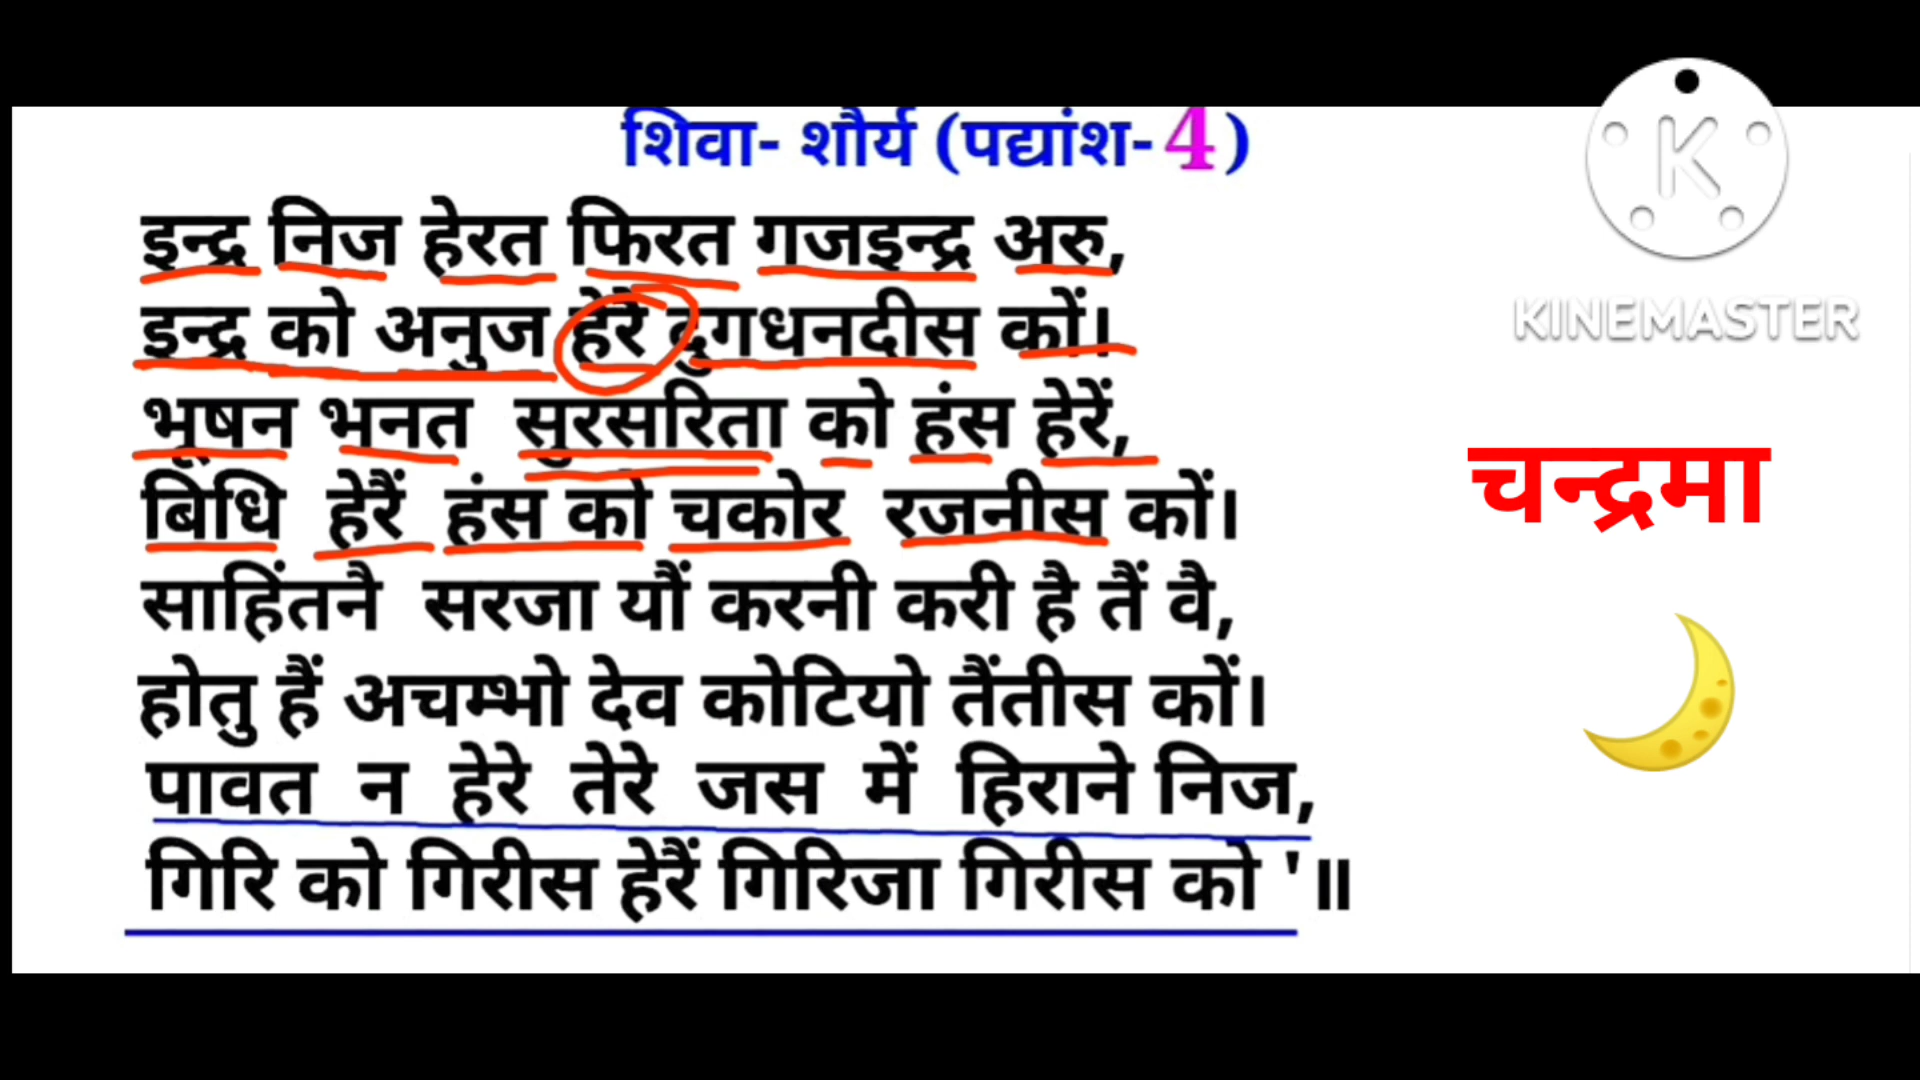 शिवा- शौर्य (पद्यांश-4)
इन्द्र निज हेरत फिरत गजइन्द्र अरु,
इन्द्र को अनुज हेरैं दुगधनदीस कों।
भूषन भनत सुरसरिता को हंस हेरें,
बिधि हेरैं हंस को चकोर रजनीस कों।
साहिंतनै सरजा यौं करनी करी है तैं वै,
होतु हैं अचम्भो देव कोटियो तैंतीस कों।
पावत न हेरे तेरे जस में हिराने निज,
गिरि को गिरीस हेरैं गिरिजा गिरीस को '॥
K
KINEMASTER
चन्द्रमा